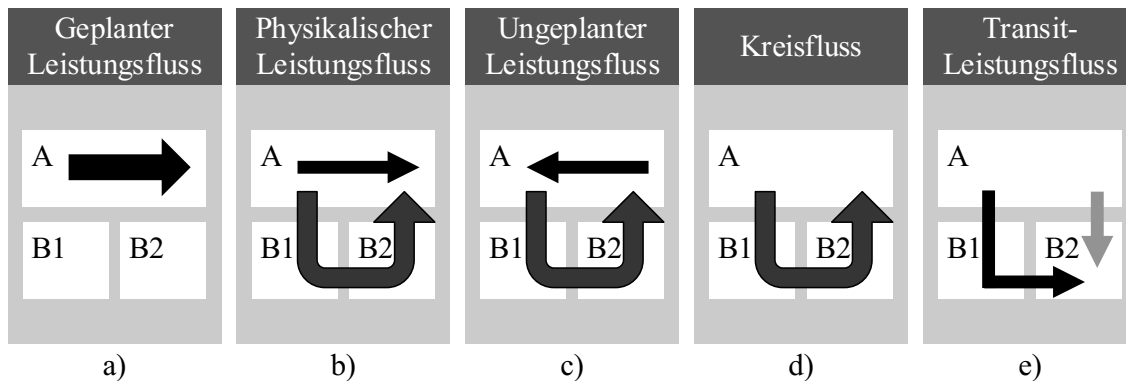 Geplanter
Leistungsfluss
Physikalischer
Leistungsfluss
Ungeplanter
Leistungsfluss
Kreisfluss
Transit-
Leistungsfluss
A
B1 B2
A
B1 B2
A
B1 B2
A
B1 B2
A
B1 B2
a)
b)
c)
d)
e)